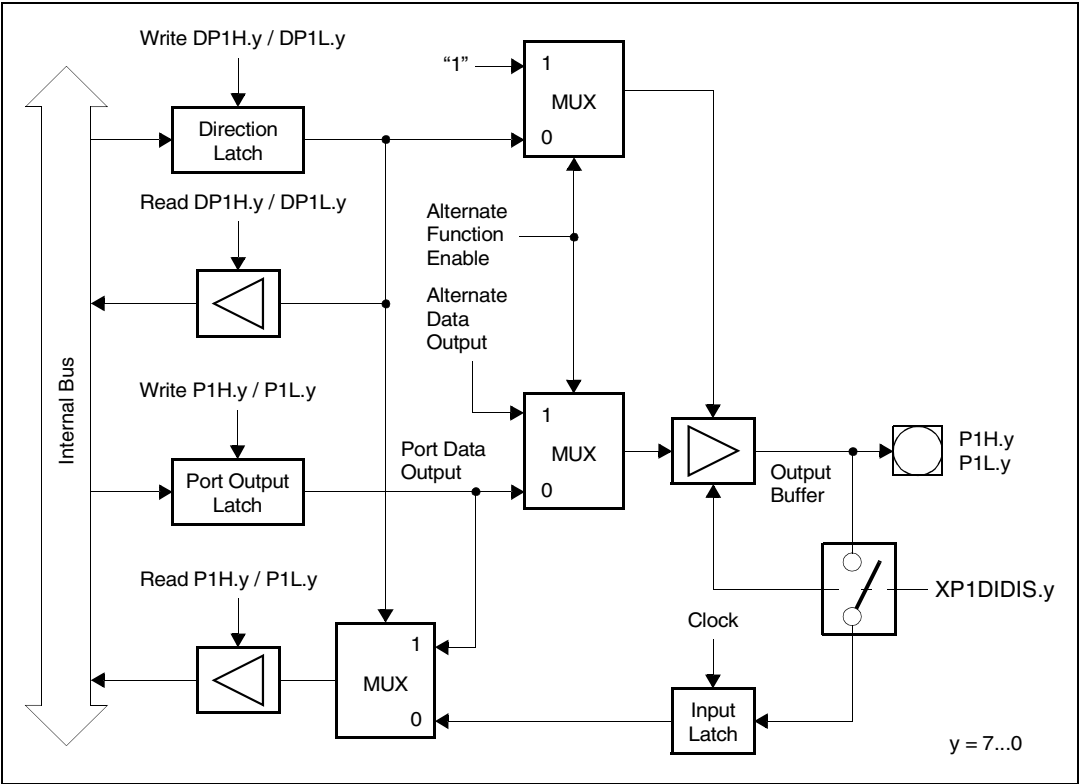 Write DP1H.y / DP1L.y
“1”
1
MUX
0
Direction
Latch
Read DP1H.y / DP1L.y
Alternate
Function
Enable
Alternate
Data
Output
Internal Bus
Write P1H.y / P1L.y
Port Data
Output
1
MUX
0
Port Output
Latch
Output
Buffer
P1H.y
P1L.y
Read P1H.y / P1L.y
XP1DIDIS.y
Clock
1
MUX
0
Input
Latch
y = 7...0